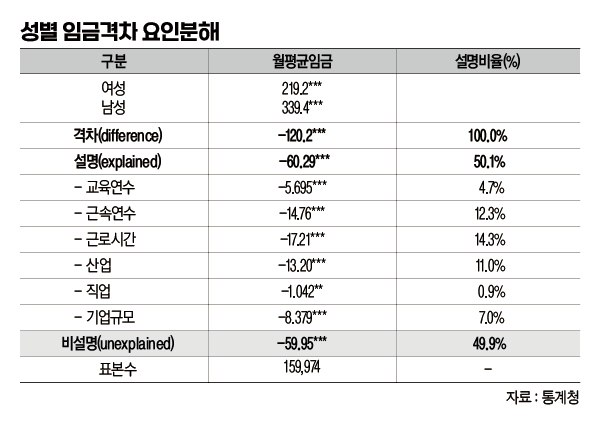 성별 임금격차 요인분해
구분 월평균임금 설명비율(%)
여성 219.2***
남성 339.4***
격차(difference) -120.2*** 100.0%
설명(explained) -60.29*** 50.1%
- 교육연수 -5.695*** 4.7%
- 근속연수 -14.76*** 12.3%
- 근로시간 -17.21*** 14.3%
- 산업 -13.20*** 11.0%
- 직업 -1.042** 0.9%
- 기업규모 -8.379*** 7.0%
비설명(unexplained) -59.95*** 49.9%
표본수 159,974 -
자료 : 통계청